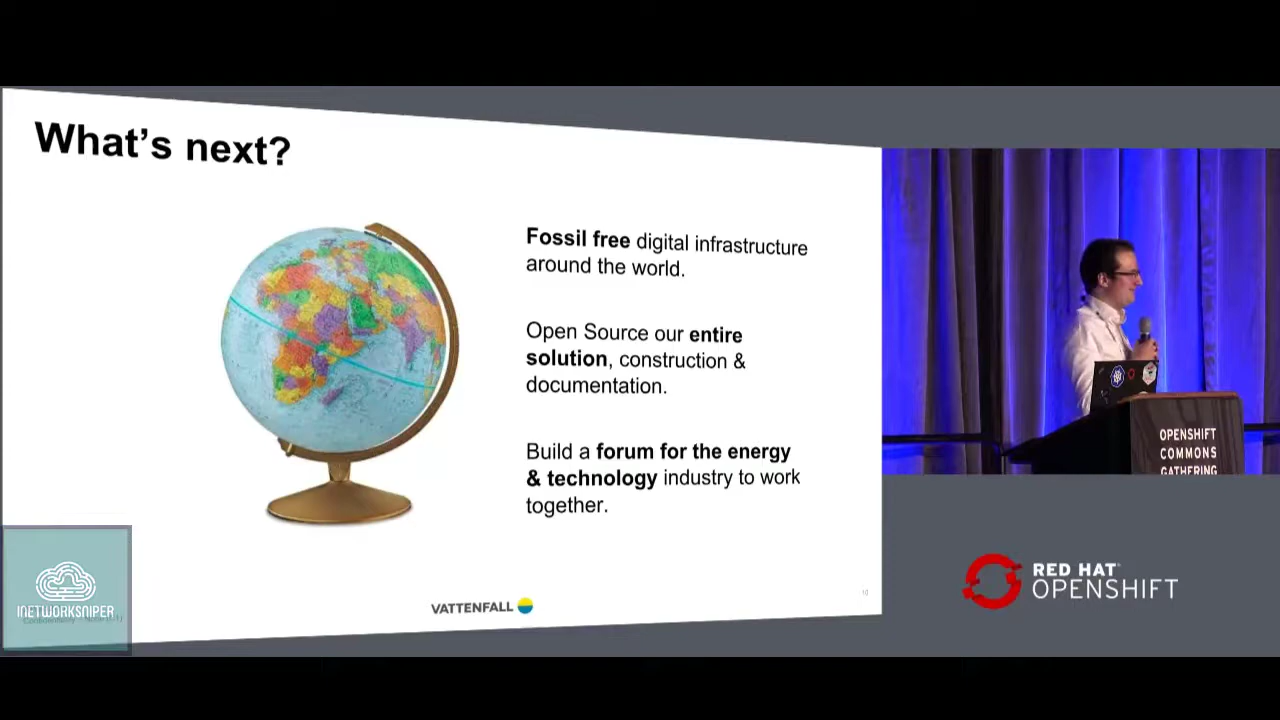 What's next?
Fossil free digital infrastructure
around the world.
Open Source our entire
solution, construction &
documentation.
Build a forum for the energy
& technology industry to work
together.
VATTENFALL
10
INETWORKSNIPER
OPENSHIFT
COMMONS
GATHERING
RED HAT
OPENSHIFT